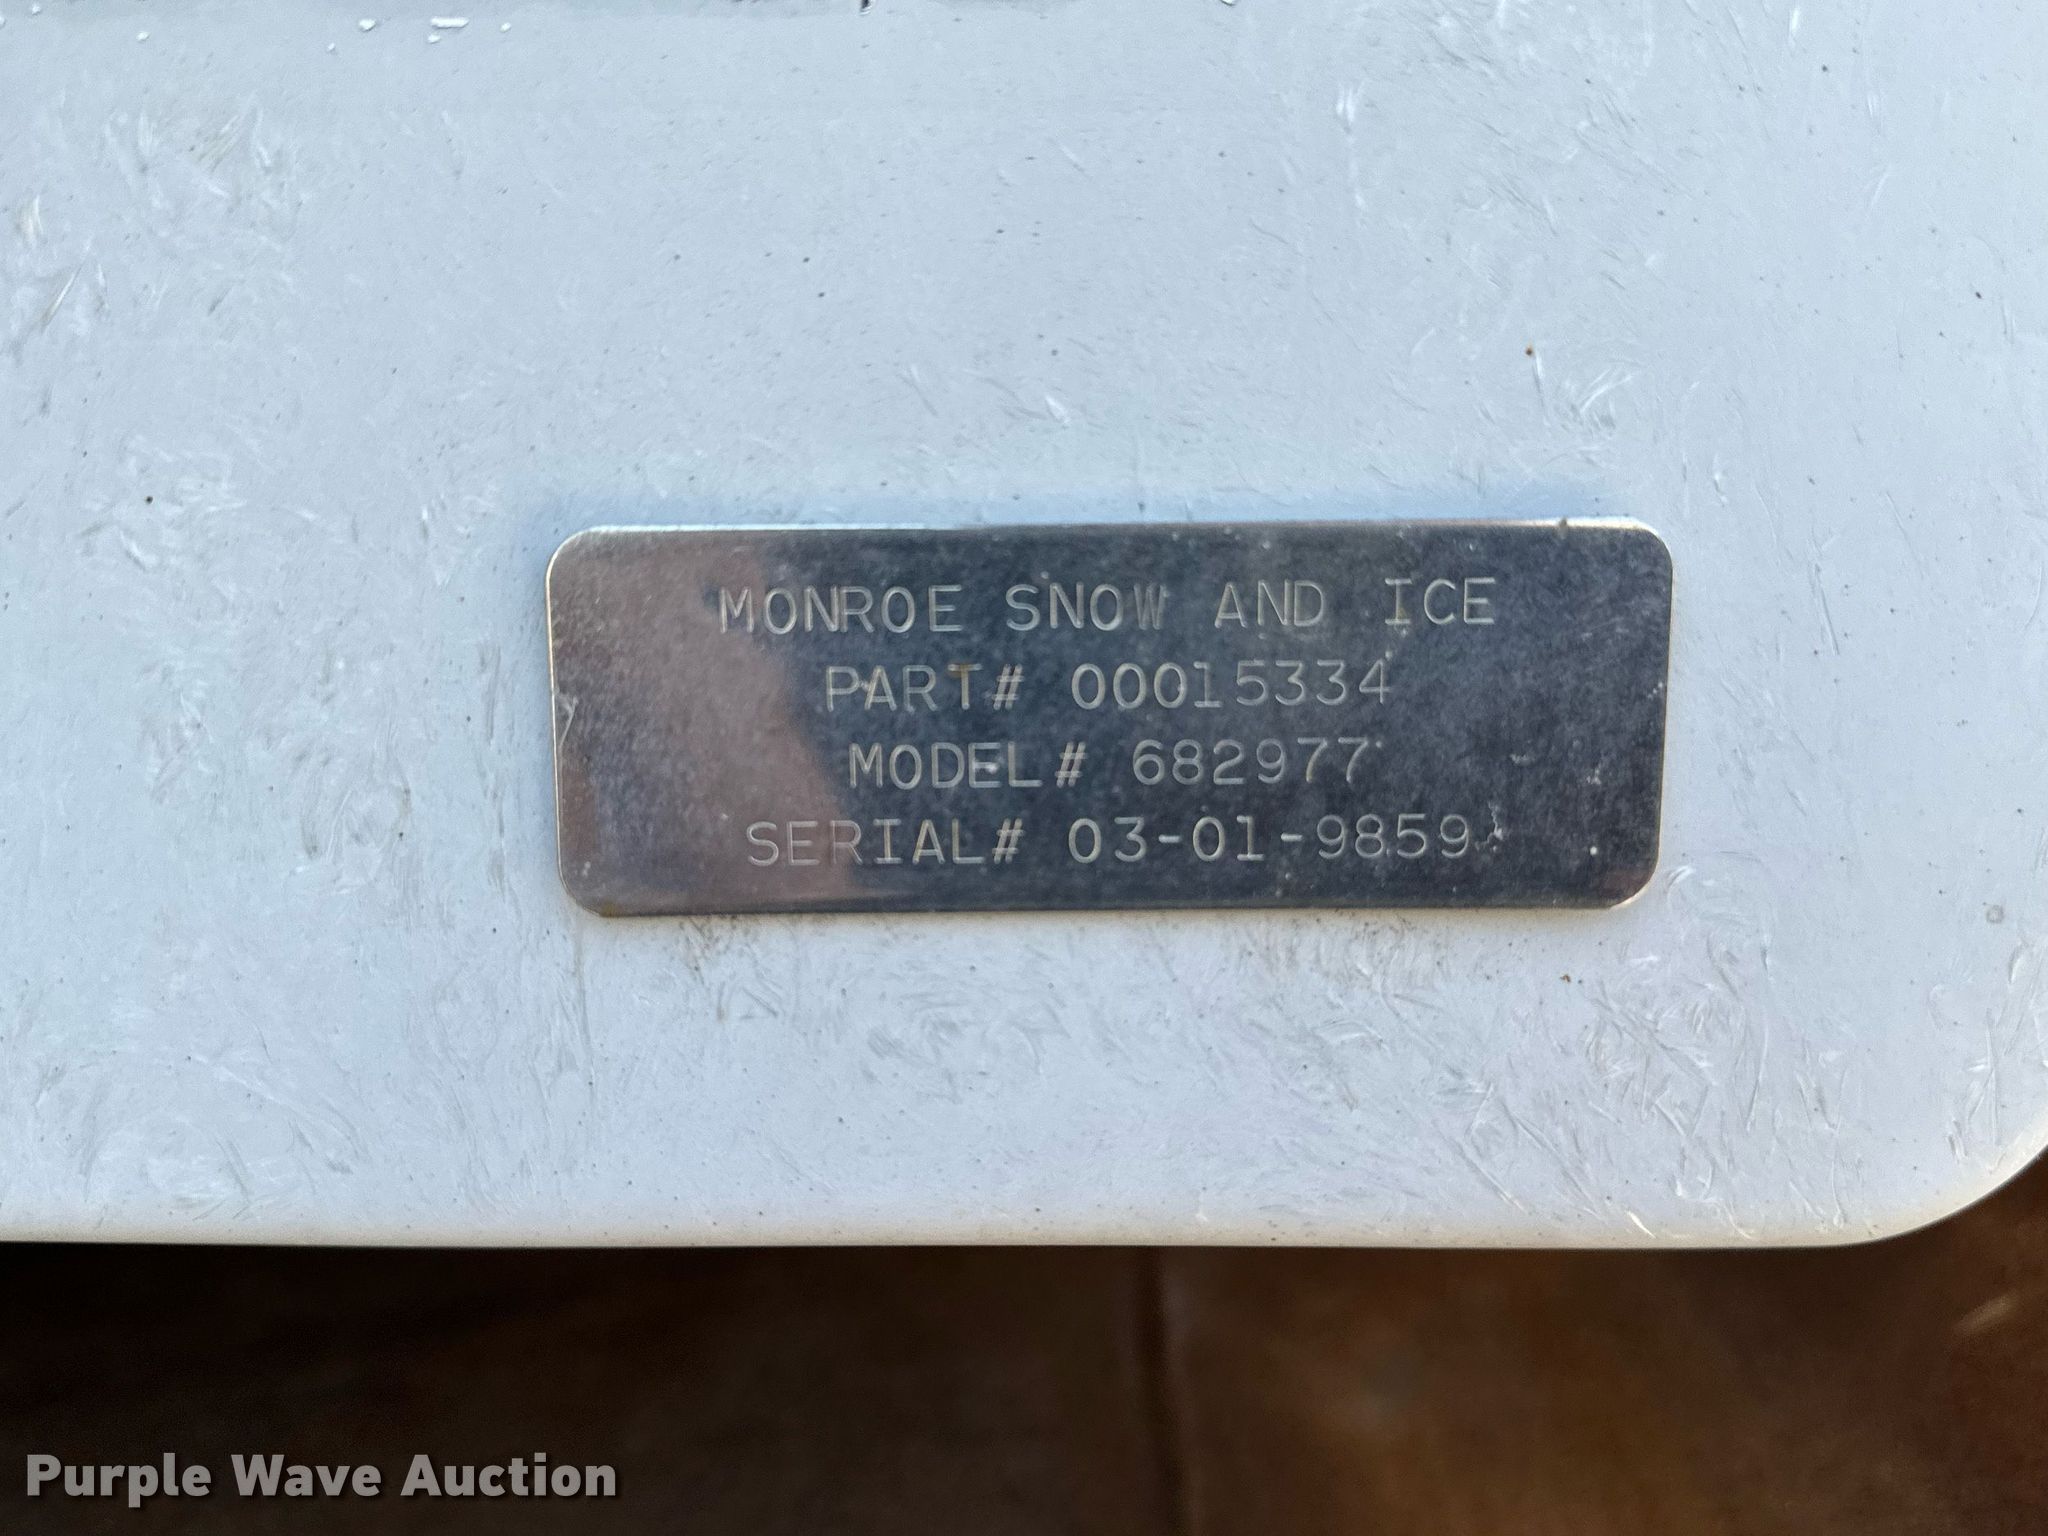 MONROE SNOW AND ICE
PART# 00015334
MODEL# 682977
SERIAL# 03-01-9859
Purple Wave Auction